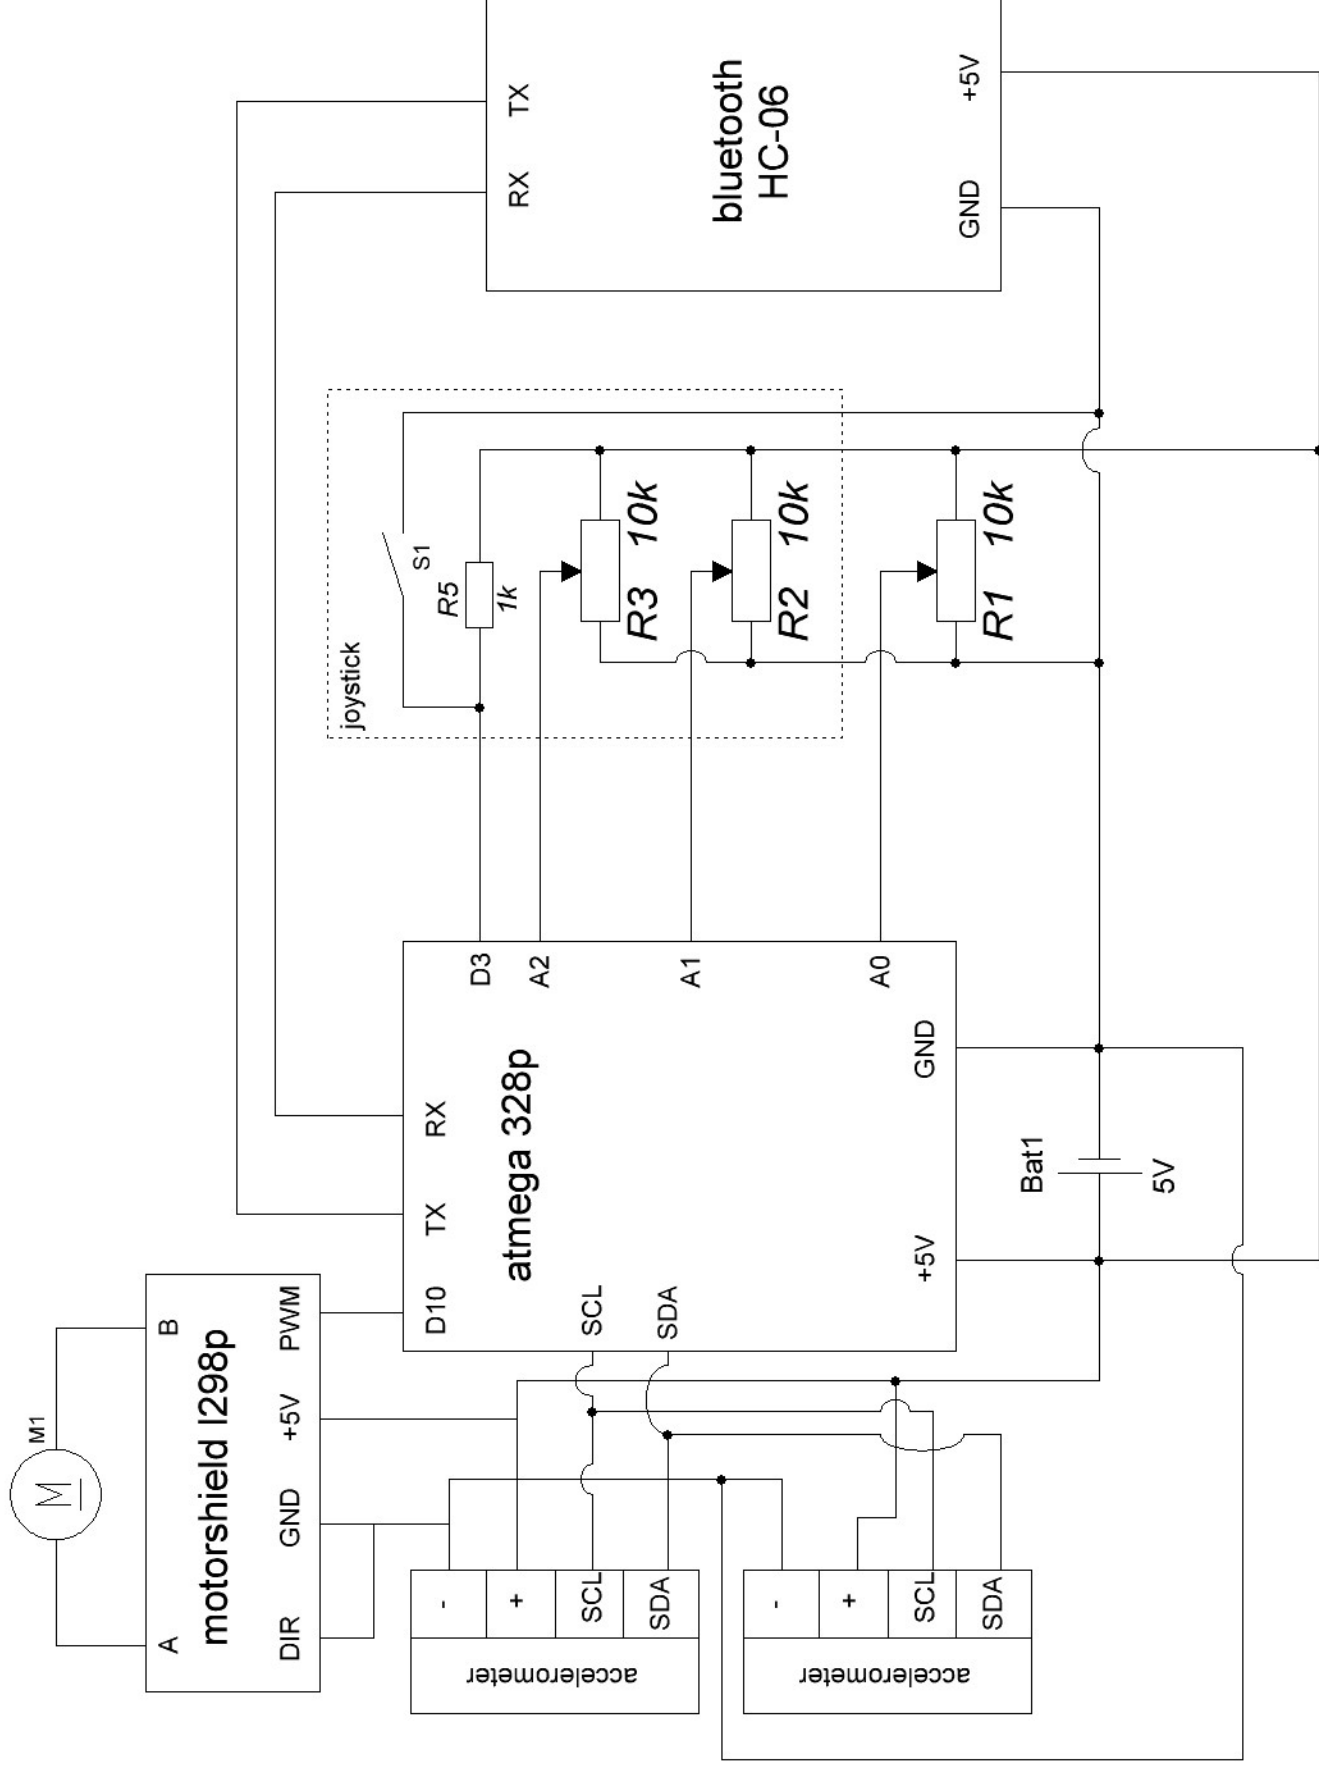 M1
A
B
motorshield l298p
DIR
GND
+5V
PWM
accelerometer
-
+
SCL
SDA
accelerometer
-
+
SCL
SDA
D10
TX
RX
atmega 328p
SCL
SDA
D3
A2
A1
A0
+5V
GND
Bat1
5V
joystick
S1
R5
1k
R3
10k
R2
10k
R1
10k
RX
TX
bluetooth
HC-06
GND
+5V
M